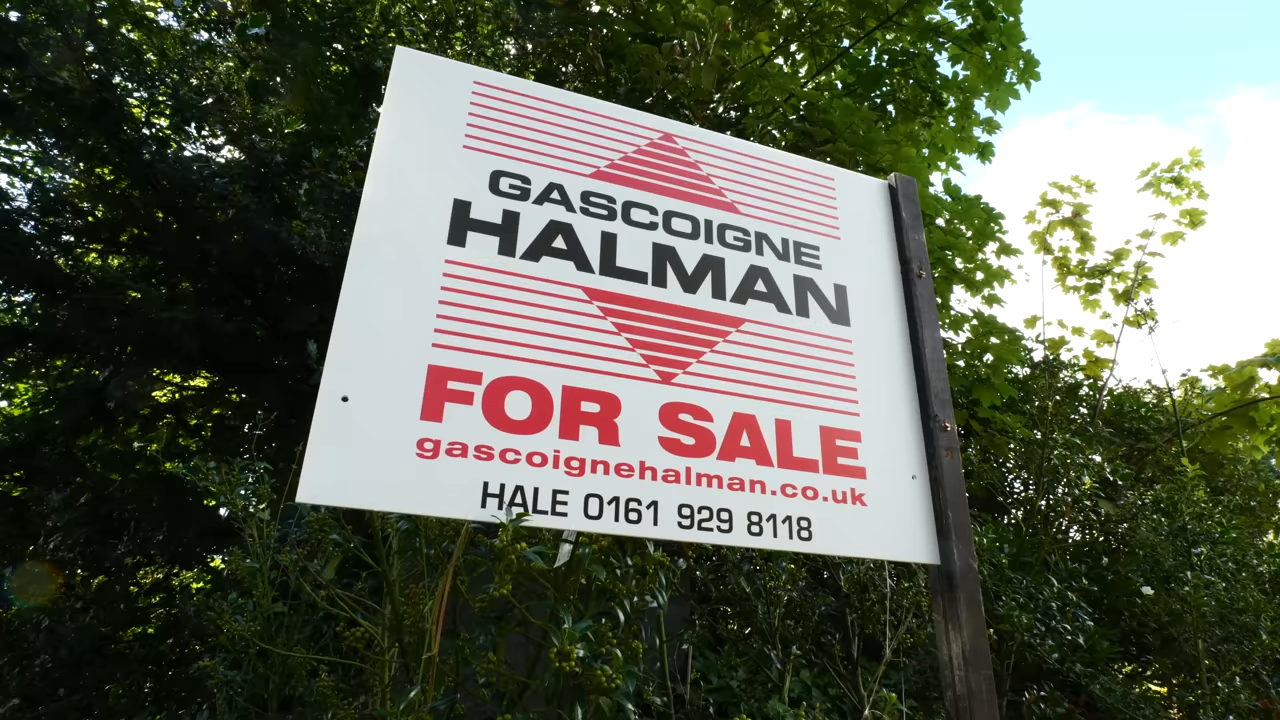 GASCOIGNE
HALMAN
FOR SALE
gascoignehalman.co.uk
HALE 0161 929 8118